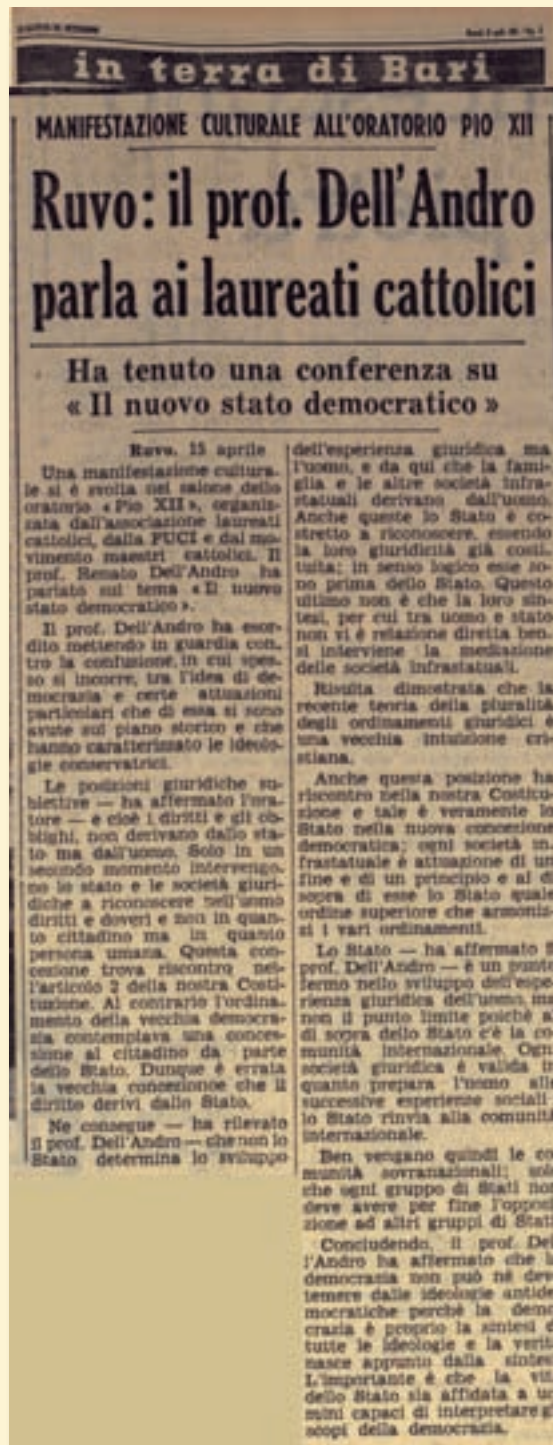 in terra di Bari
MANIFESTAZIONE CULTURALE ALL'ORATORIO PIO XII
Ruvo: il prof. Dell'Andro
parla ai laureati cattolici
Ha tenuto una conferenza su
« Il nuovo stato democratico »
Ruvo, 15 aprile
Una manifestazione cultura-
le si è svolta nel salone dello
oratorio « Pio XII », organiz-
zata dall'associazione laureati
cattolici, dalla FUCI e dal mo-
vimento maestri cattolici. Il
prof. Renato Dell'Andro ha
parlato sul tema « Il nuovo
stato democratico ».
Il prof. Dell'Andro ha esor-
dito mettendo in guardia con-
tro la confusione, in cui spes-
so si incorre, tra l'idea di de-
mocrazia e certe attuazioni
particolari che di essa si sono
avute sul piano storico e che
hanno caratterizzato le ideolo-
gie conservatrici.
Le posizioni giuridiche su-
biettive — ha affermato l'ora-
tore — e cioè i diritti e gli ob-
blighi, non derivano dallo sta-
to ma dall'uomo. Solo in un
secondo momento intervengo-
no lo stato e le società giuri-
diche a riconoscere nell'uomo
diritti e doveri e non in quan-
to cittadino ma in quanto
persona umana. Questa con-
cezione trova riscontro nel-
l'articolo 2 della nostra Costi-
tuzione. Al contrario l'ordina-
mento della vecchia democra-
zia contemplava una conces-
sione al cittadino da parte
dello Stato. Dunque è errata
la vecchia concezionoe che il
diritto derivi dallo Stato.
Ne consegue — ha rilevato
il prof. Dell'Andro — che non lo
Stato determina lo sviluppo
dell'esperienza giuridica ma
l'uomo, e da qui che la fami-
glia e le altre società infra-
statuali derivano dall'uomo.
Anche queste lo Stato è co-
stretto a riconoscere, essendo
la loro giuridicità già costi-
tuita; in senso logico esse so-
no prima dello Stato. Questo
ultimo non è che la loro sin-
tesi, per cui tra uomo e stato
non vi è relazione diretta ben-
sì interviene la mediazione
delle società infrastatuali.
Risulta dimostrata che la
recente teoria della pluralità
degli ordinamenti giuridici è
una vecchia intuizione cri-
stiana.
Anche questa posizione ha
riscontro nella nostra Costitu-
zione e tale è veramente lo
Stato nella nuova concezione
democratica; ogni società in-
frastatuale è attuazione di un
fine e di un principio e al di
sopra di esse lo Stato quale
ordine superiore che armoniz-
zi i vari ordinamenti.
Lo Stato — ha affermato il
prof. Dell'Andro — è un punto
fermo nello sviluppo dell'espe-
rienza giuridica dell'uomo, ma
non il punto limite poichè a
di sopra dello Stato c'è la co
munità internazionale. Ogn
società giuridica è valida in
quanto prepara l'uomo all
successive esperienze sociali
lo Stato rinvia alla comunità
internazionale.
Ben vengano quindi le co
munità sovranazionali; solo
che ogni gruppo di Stati non
deve avere per fine l'opposi
zione ad altri gruppi di Stati
Concludendo, il prof. Del
l'Andro ha affermato che la
democrazia non può nè deve
temere dalle ideologie antide
mocratiche perchè la demo
crazia è proprio la sintesi d
tutte le ideologie e la verit
nasce appunto dalla sintesi
L'importante è che la vit
dello Stato sia affidata a uo
mini capaci di interpretare gl
scopi della democrazia.